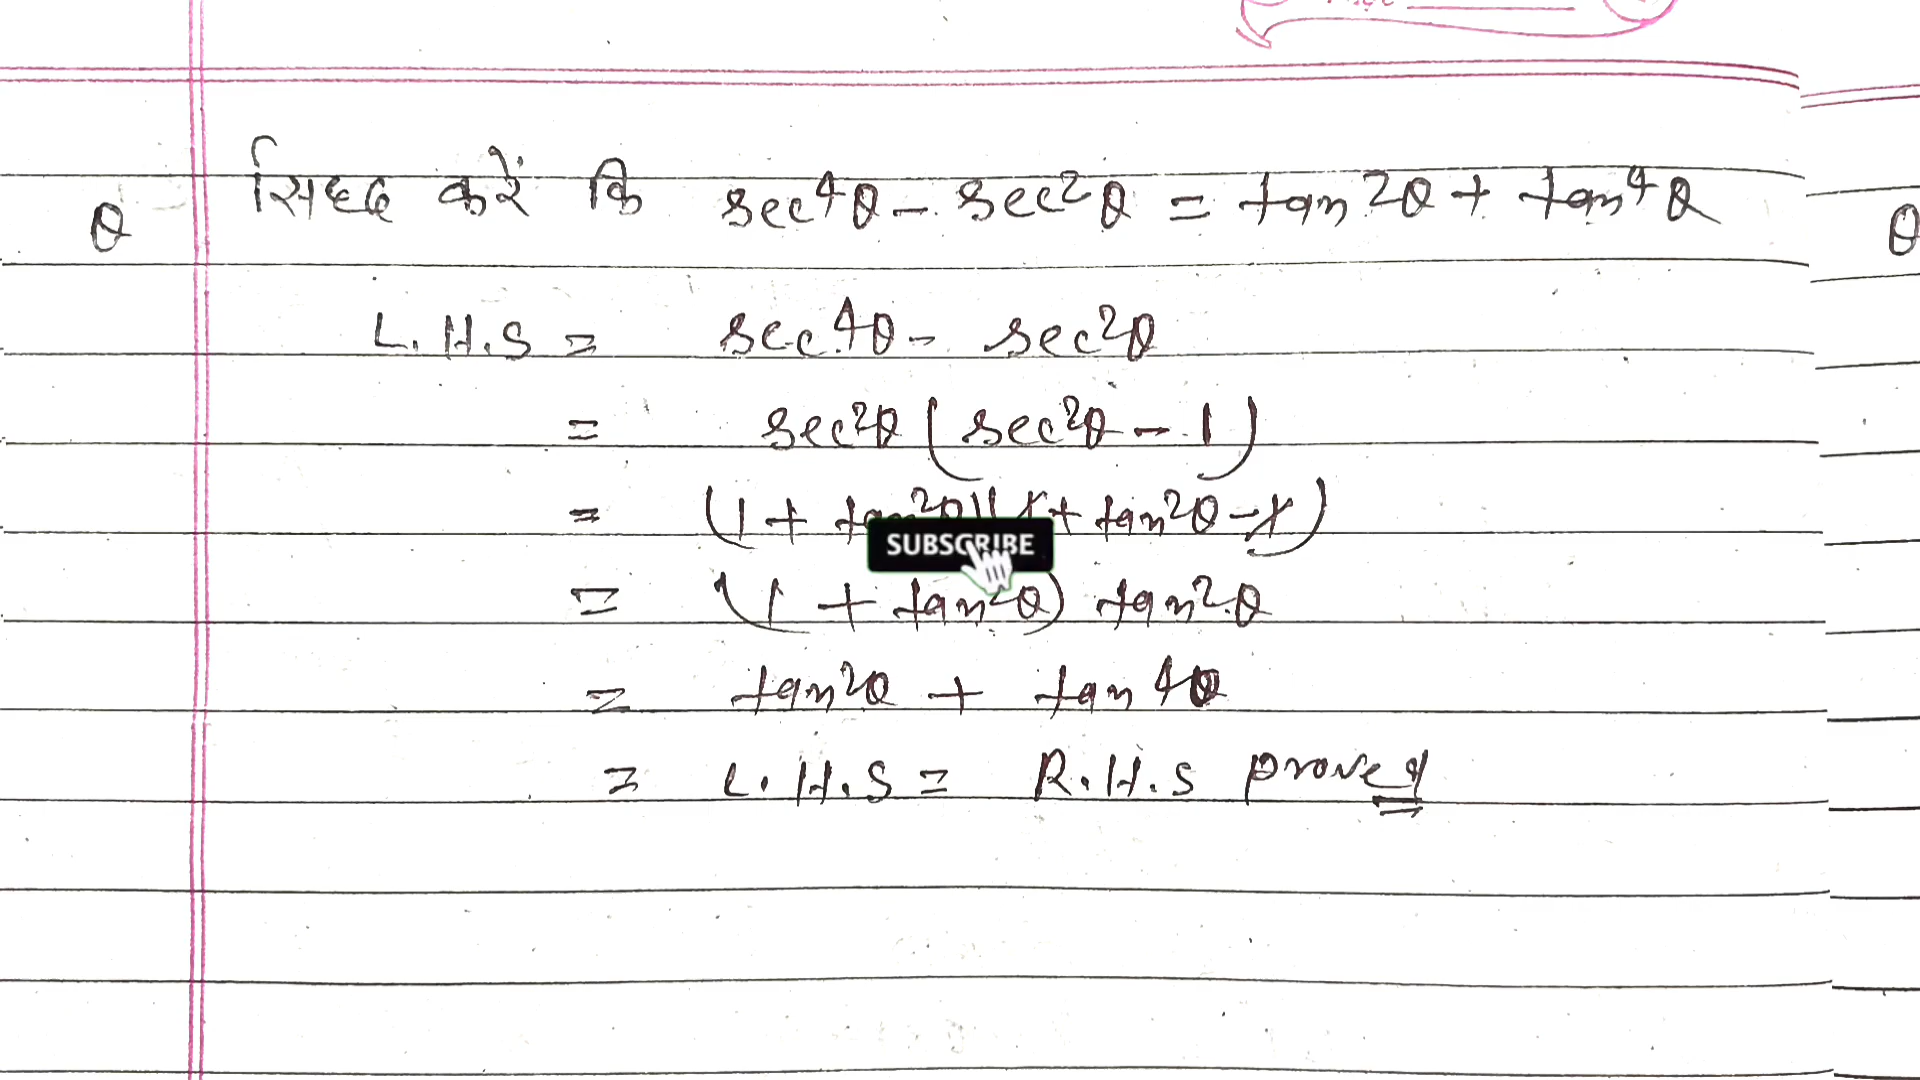 θ सिद्ध करें कि sec⁴θ - sec²θ = tan²θ + tan⁴θ
L.H.S = sec⁴θ - sec²θ
= sec²θ (sec²θ - 1)
= (1 + tan²θ)(1 + tan²θ - 1)
SUBSCRIBE
= (1 + tan²θ) tan²θ
= tan²θ + tan⁴θ
= L.H.S = R.H.S proved
θ